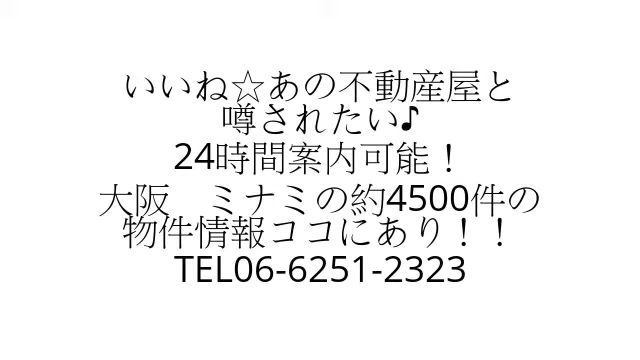 いいね☆あの不動産屋と
噂されたい♪
24時間案内可能！
大阪　ミナミの約4500件の
物件情報ココにあり！！
TEL06-6251-2323